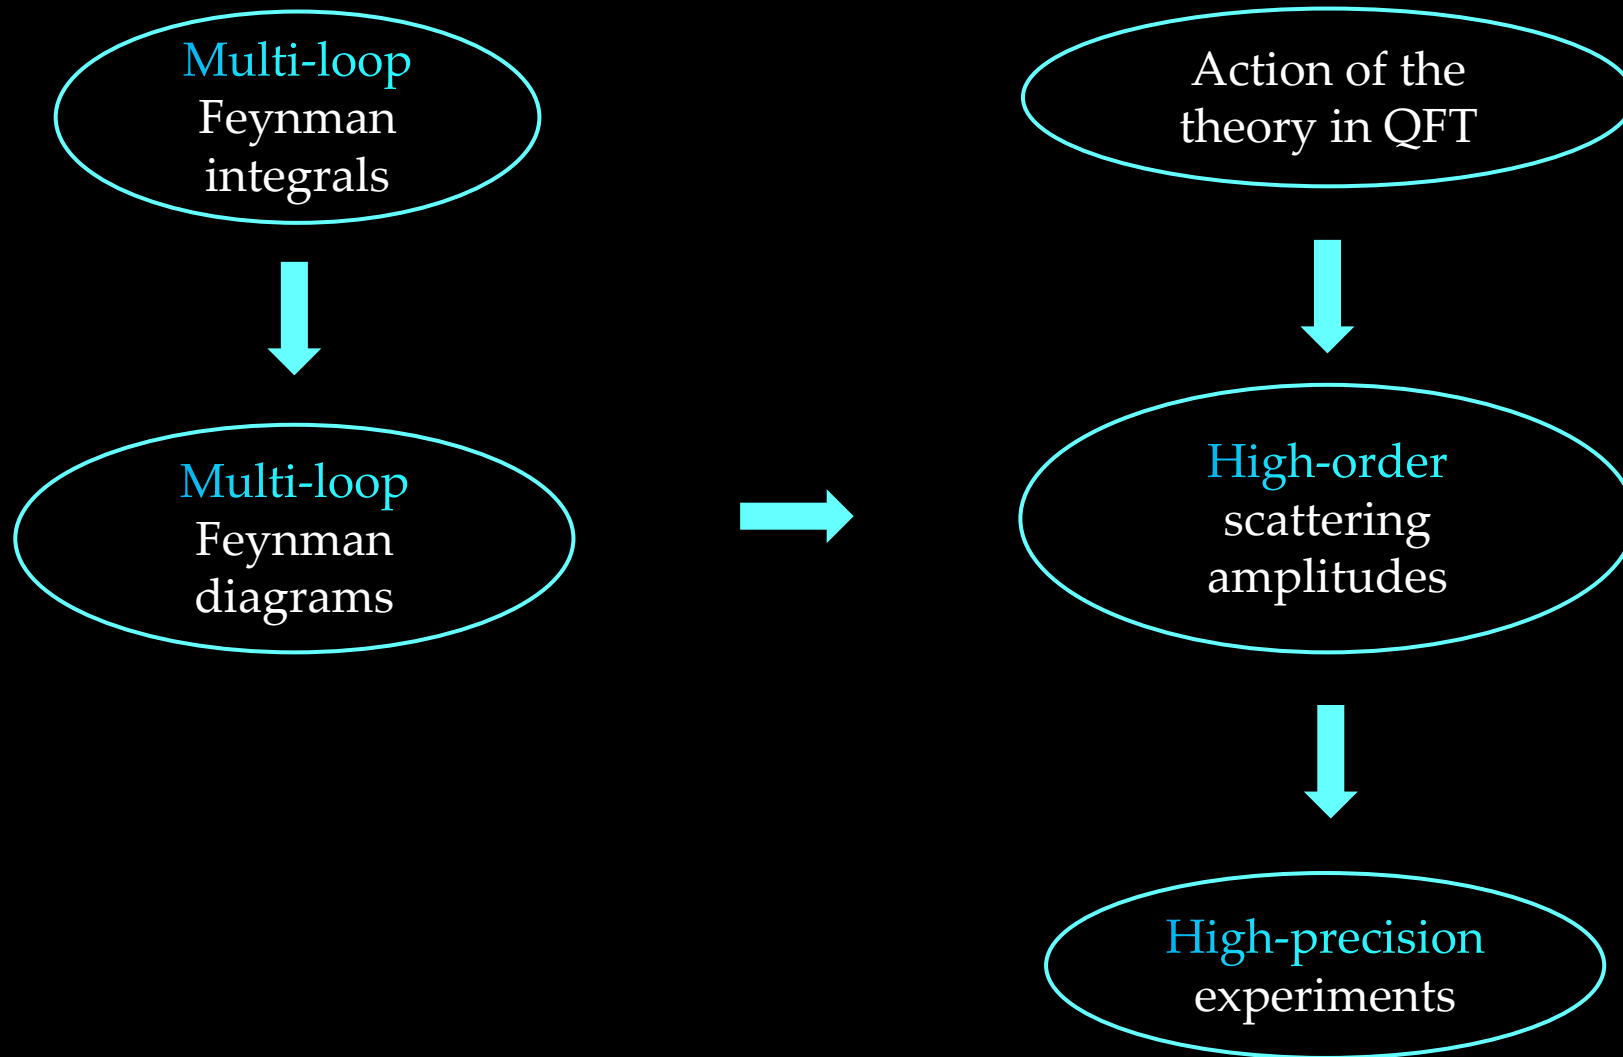 Multi-loop
Feynman
integrals
Action of the
theory in QFT
Multi-loop
Feynman
diagrams
High-order
scattering
amplitudes
High-precision
experiments